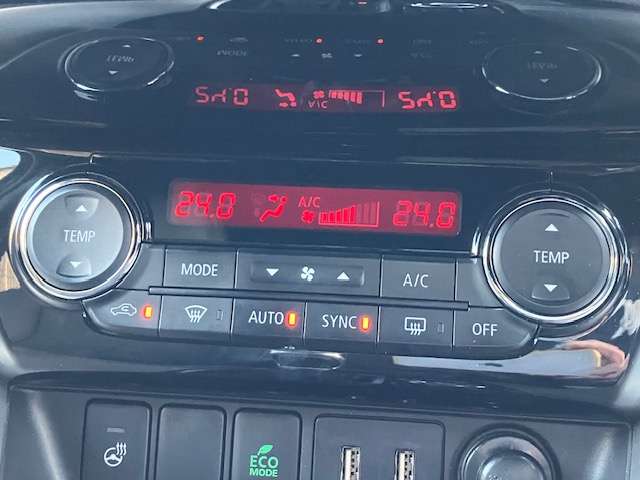 24.0 A/C 24.0
TEMP
TEMP
MODE
A/C
AUTO
SYNC
OFF
ECO
MODE